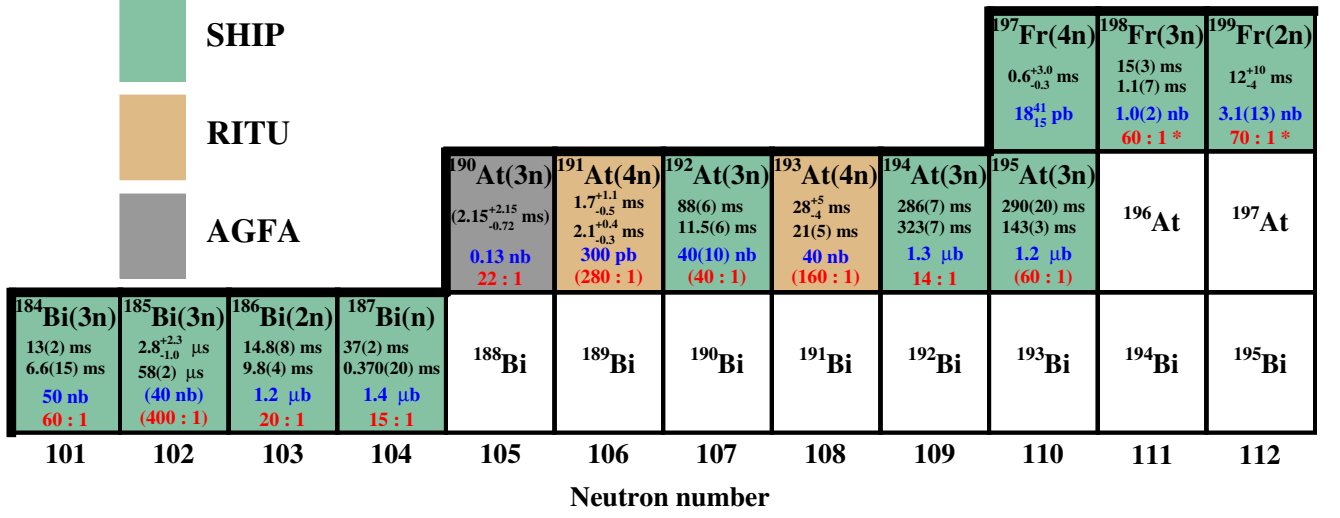 SHIP
RITU
AGFA
¹⁹⁷Fr(4n)
0.6 +3.0 -0.3 ms
18 41 15 pb
¹⁹⁸Fr(3n)
15(3) ms
1.1(7) ms
1.0(2) nb
60 : 1 *
¹⁹⁹Fr(2n)
12 +10 -4 ms
3.1(13) nb
70 : 1 *
¹⁹⁰At(3n)
(2.15 +2.15 -0.72 ms)
0.13 nb
22 : 1
¹⁹¹At(4n)
1.7 +1.1 -0.5 ms
2.1 +0.4 -0.3 ms
300 pb
(280 : 1)
¹⁹²At(3n)
88(6) ms
11.5(6) ms
40(10) nb
(40 : 1)
¹⁹³At(4n)
28 +5 -4 ms
21(5) ms
40 nb
(160 : 1)
¹⁹⁴At(3n)
286(7) ms
323(7) ms
1.3 μb
14 : 1
¹⁹⁵At(3n)
290(20) ms
143(3) ms
1.2 μb
(60 : 1)
¹⁹⁶At
¹⁹⁷At
¹⁸⁴Bi(3n)
13(2) ms
6.6(15) ms
50 nb
60 : 1
¹⁸⁵Bi(3n)
2.8 +2.3 -1.0 μs
58(2) μs
(40 nb)
(400 : 1)
¹⁸⁶Bi(2n)
14.8(8) ms
9.8(4) ms
1.2 μb
20 : 1
¹⁸⁷Bi(n)
37(2) ms
0.370(20) ms
1.4 μb
15 : 1
¹⁸⁸Bi
¹⁸⁹Bi
¹⁹⁰Bi
¹⁹¹Bi
¹⁹²Bi
¹⁹³Bi
¹⁹⁴Bi
¹⁹⁵Bi
101 102 103 104 105 106 107 108 109 110 111 112
Neutron number